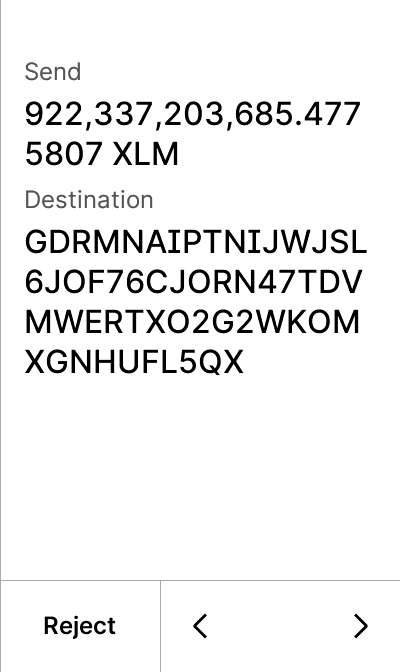 Send
922,337,203,685.477
5807 XLM
Destination
GDRMNAIPTNIJWJSL
6JOF76CJORN47TDV
MWERTXO2G2WKOM
XGNHUFL5QX
Reject